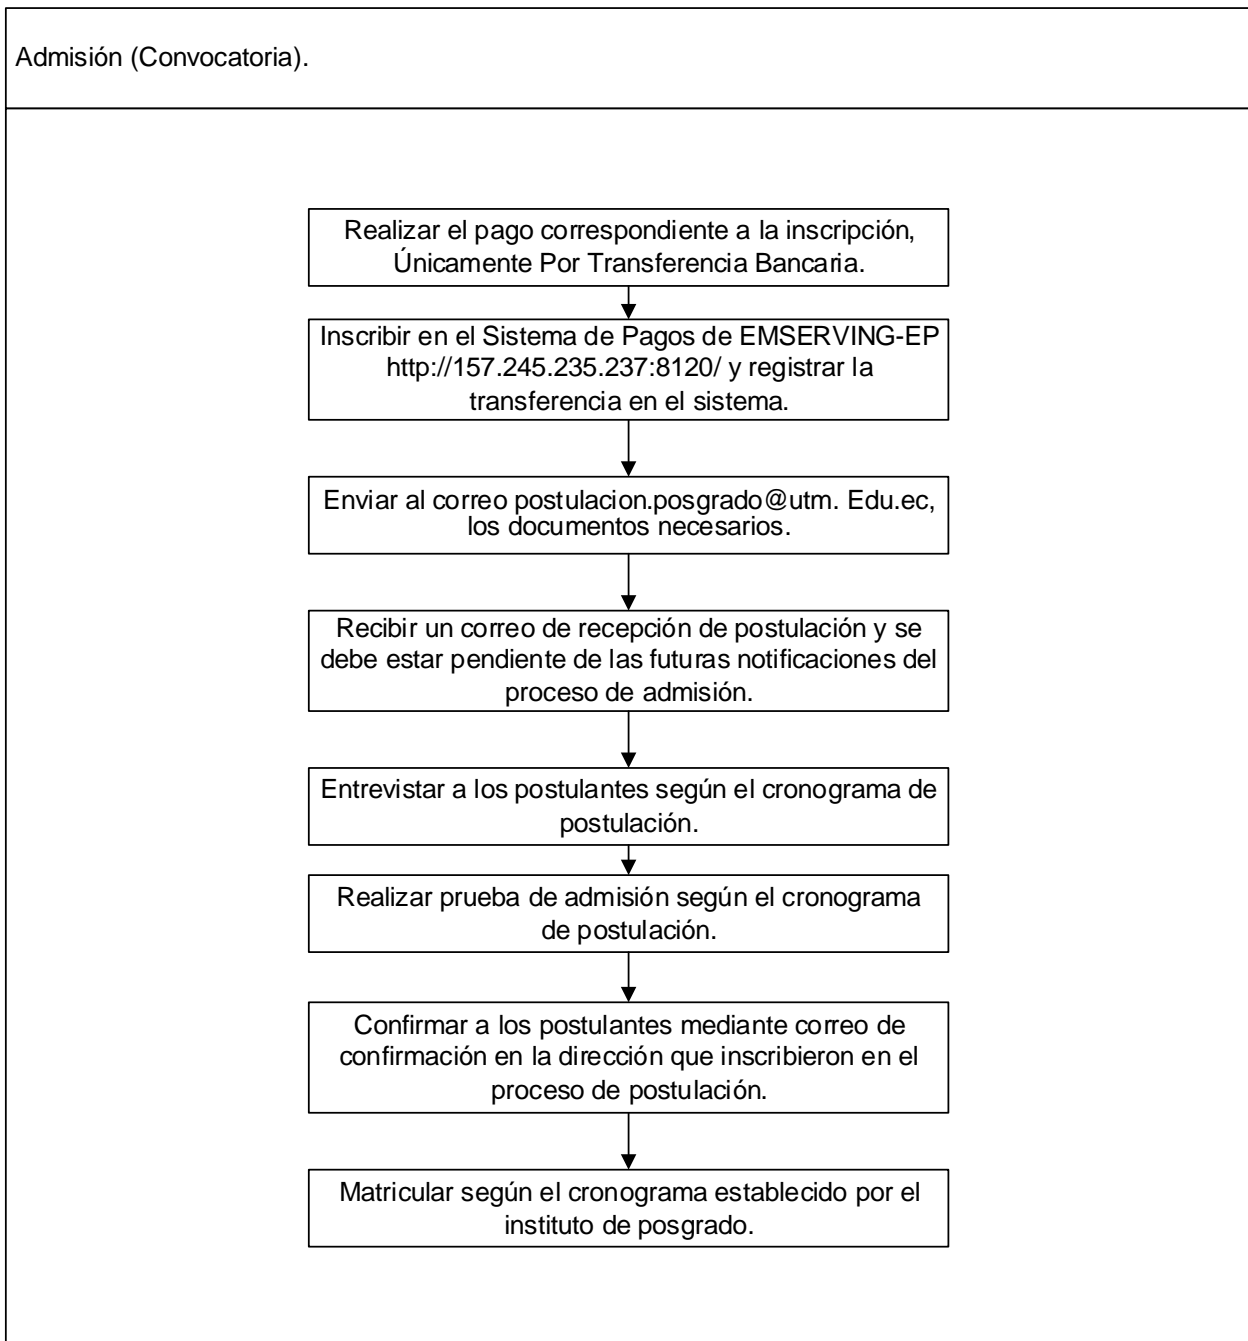 Admisión (Convocatoria).
Realizar el pago correspondiente a la inscripción,
Únicamente Por Transferencia Bancaria.
Inscribir en el Sistema de Pagos de EMSERVING-EP
http://157.245.235.237:8120/ y registrar la
transferencia en el sistema.
Enviar al correo postulacion.posgrado@utm. Edu.ec,
los documentos necesarios.
Recibir un correo de recepción de postulación y se
debe estar pendiente de las futuras notificaciones del
proceso de admisión.
Entrevistar a los postulantes según el cronograma de
postulación.
Realizar prueba de admisión según el cronograma
de postulación.
Confirmar a los postulantes mediante correo de
confirmación en la dirección que inscribieron en el
proceso de postulación.
Matricular según el cronograma establecido por el
instituto de posgrado.